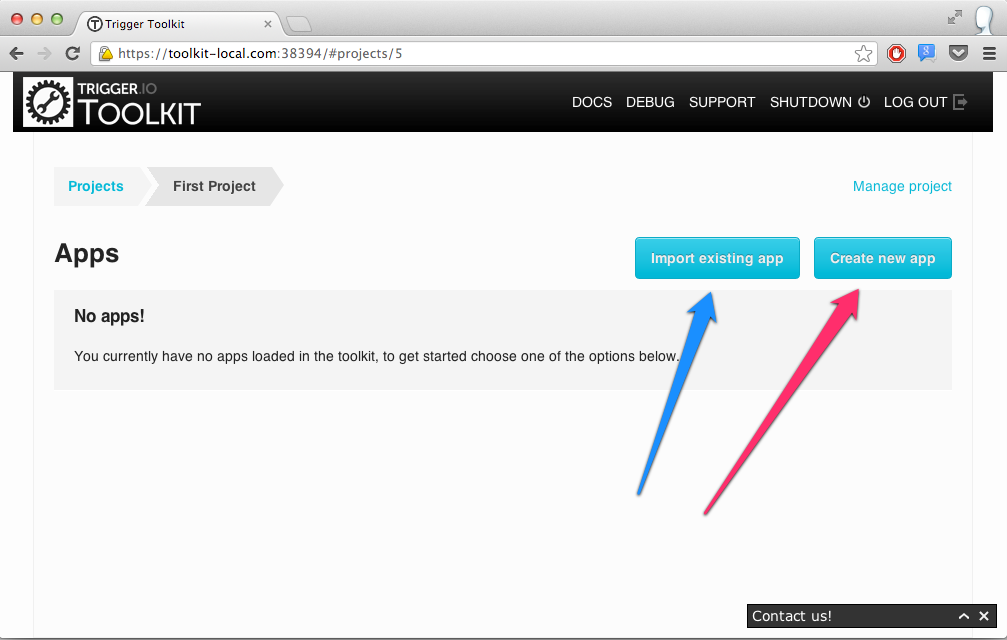 Trigger Toolkit
https://toolkit-local.com:38394/#projects/5
8
TRIGGER.IO
TOOLKIT
DOCS DEBUG SUPPORT SHUTDOWN LOG OUT
Projects First Project Manage project
Apps
Import existing app Create new app
No apps!
You currently have no apps loaded in the toolkit, to get started choose one of the options below.
Contact us!